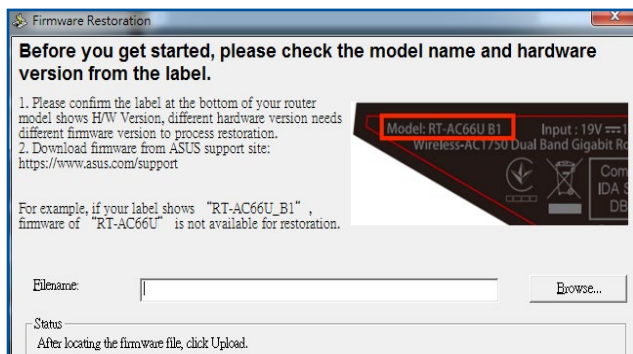 Firmware Restoration
Before you get started, please check the model name and hardware
version from the label.
1. Please confirm the label at the bottom of your router
model shows H/W Version, different hardware version needs
different firmware version to process restoration.
2. Download firmware from ASUS support site:
https://www.asus.com/support
For example, if your label shows “RT-AC66U_B1” ,
firmware of “RT-AC66U” is not available for restoration.
Model: RT-AC66U B1 Input : 19V
Wireless-AC1750 Dual Band Gigabit
IDA
DB
Filename:
Browse...
Status
After locating the firmware file, click Upload.